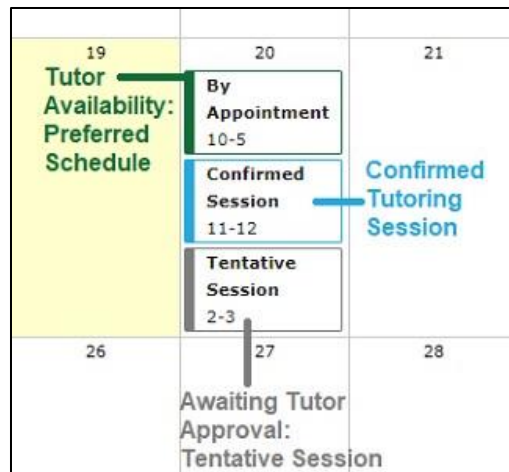 19
20
21
Tutor
Availability:
Preferred
Schedule
By
Appointment
10-5
Confirmed
Session
11-12
Confirmed
Tutoring
Session
Tentative
Session
2-3
26
27
28
Awaiting Tutor
Approval:
Tentative Session